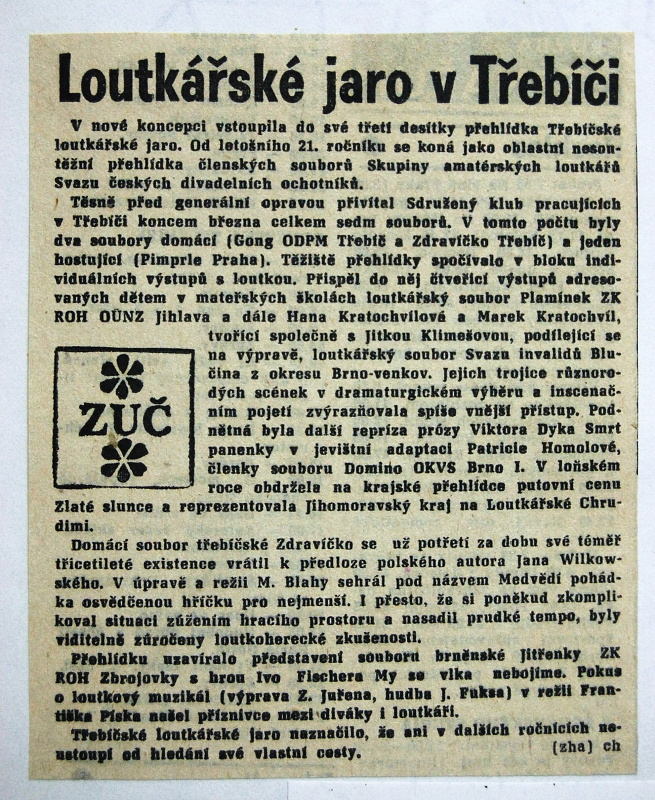 Loutkářské jaro v Třebíči
V nové koncepci vstoupila do své třetí desítky přehlídka Třebíčské
loutkářské jaro. Od letošního 21. ročníku se koná jako oblastní nesou-
těžní přehlídka členských souborů Skupiny amatérských loutkářů
Svazu českých divadelních ochotníků.
Těsně před generální opravou přivítal Sdružený klub pracujících
v Třebíči koncem března celkem sedm souborů. V tomto počtu byly
dva soubory domácí (Gong ODPM Třebíč a Zdravíčko Třebíč) a jeden
hostující (Pimprle Praha). Těžiště přehlídky spočívalo v bloku indi-
viduálních výstupů s loutkou. Přispěl do něj čtveřicí výstupů adreso-
vaných dětem v mateřských školách loutkářský soubor Plamínek ZK
ROH OÚNZ Jihlava a dále Hana Kratochvílová a Marek Kratochvíl,
tvořící společně s Jitkou Klimešovou, podílející se
na výpravě, loutkářský soubor Svazu invalidů Blu-
čina z okresu Brno-venkov. Jejich trojice různoro-
dých scének v dramaturgickém výběru a inscenač-
ním pojetí zvýrazňovala spíše vnější přístup. Pod-
nětná byla další repríza prózy Viktora Dyka Smrt
panenky v jevištní adaptaci Patricie Homolové,
členky souboru Domino OKVS Brno I. V loňském
roce obdržela na krajské přehlídce putovní cenu
Zlaté slunce a reprezentovala Jihomoravský kraj na Loutkářské Chru-
dimi.
ZUČ
Domácí soubor třebíčské Zdravíčko se už potřetí za dobu své téměř
třicetileté existence vrátil k předloze polského autora Jana Wilkow-
ského. V úpravě a režii M. Blahy sehrál pod názvem Medvědí pohád-
ka osvědčenou hříčku pro nejmenší. I přesto, že si poněkud zkompli-
koval situaci zúžením hracího prostoru a nasadil prudké tempo, byly
viditelně zúročeny loutkoherecké zkušenosti.
Přehlídku uzavíralo představení souboru brněnské Jitřenky ZK
ROH Zbrojovky s hrou Ivo Fischera My se vlka nebojíme. Pokus
o loutkový muzikál (výprava Z. Juřena, hudba J. Fuksa) v režii Fran-
tiška Píska našel příznivce mezi diváky i loutkáři.
Třebíčské loutkářské jaro naznačilo, že ani v dalších ročnících ne-
ustoupí od hledání své vlastní cesty. (zha) ch